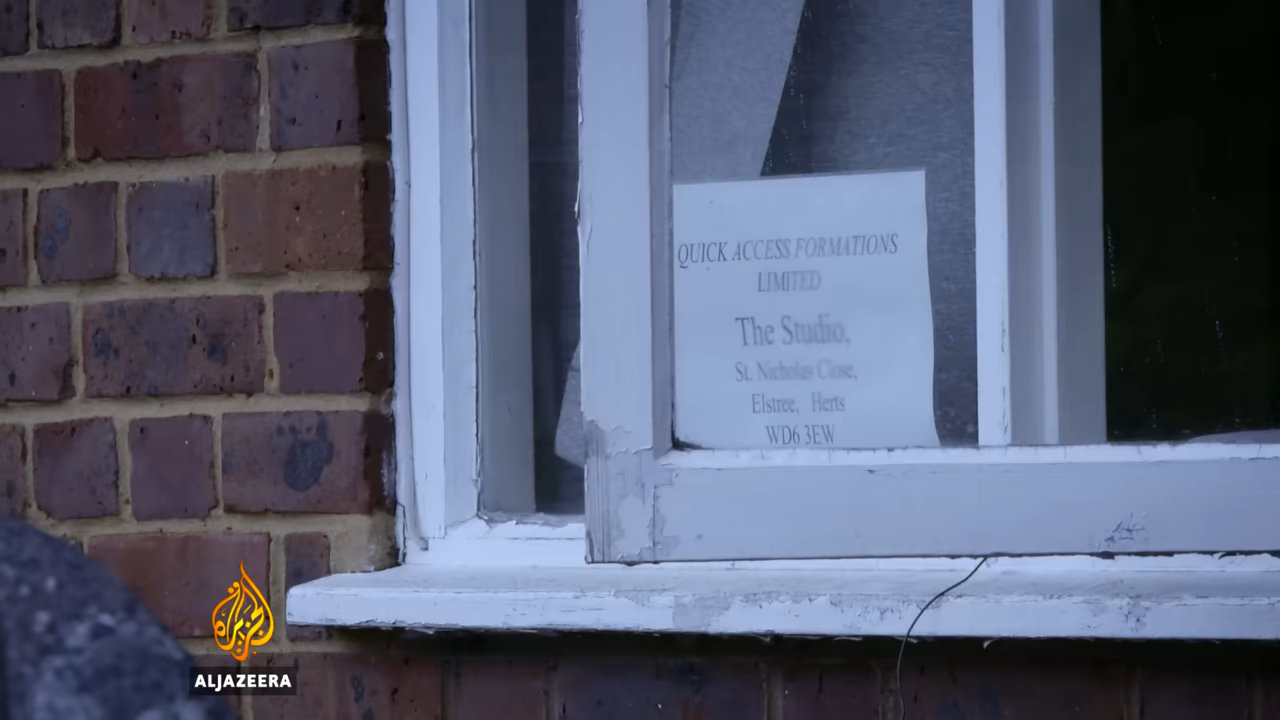 QUICK ACCESS FORMATIONS
LIMITED
The Studio,
St. Nicholas Close,
Elstree, Herts
WD6 3EW
الجزيرة
ALJAZEERA